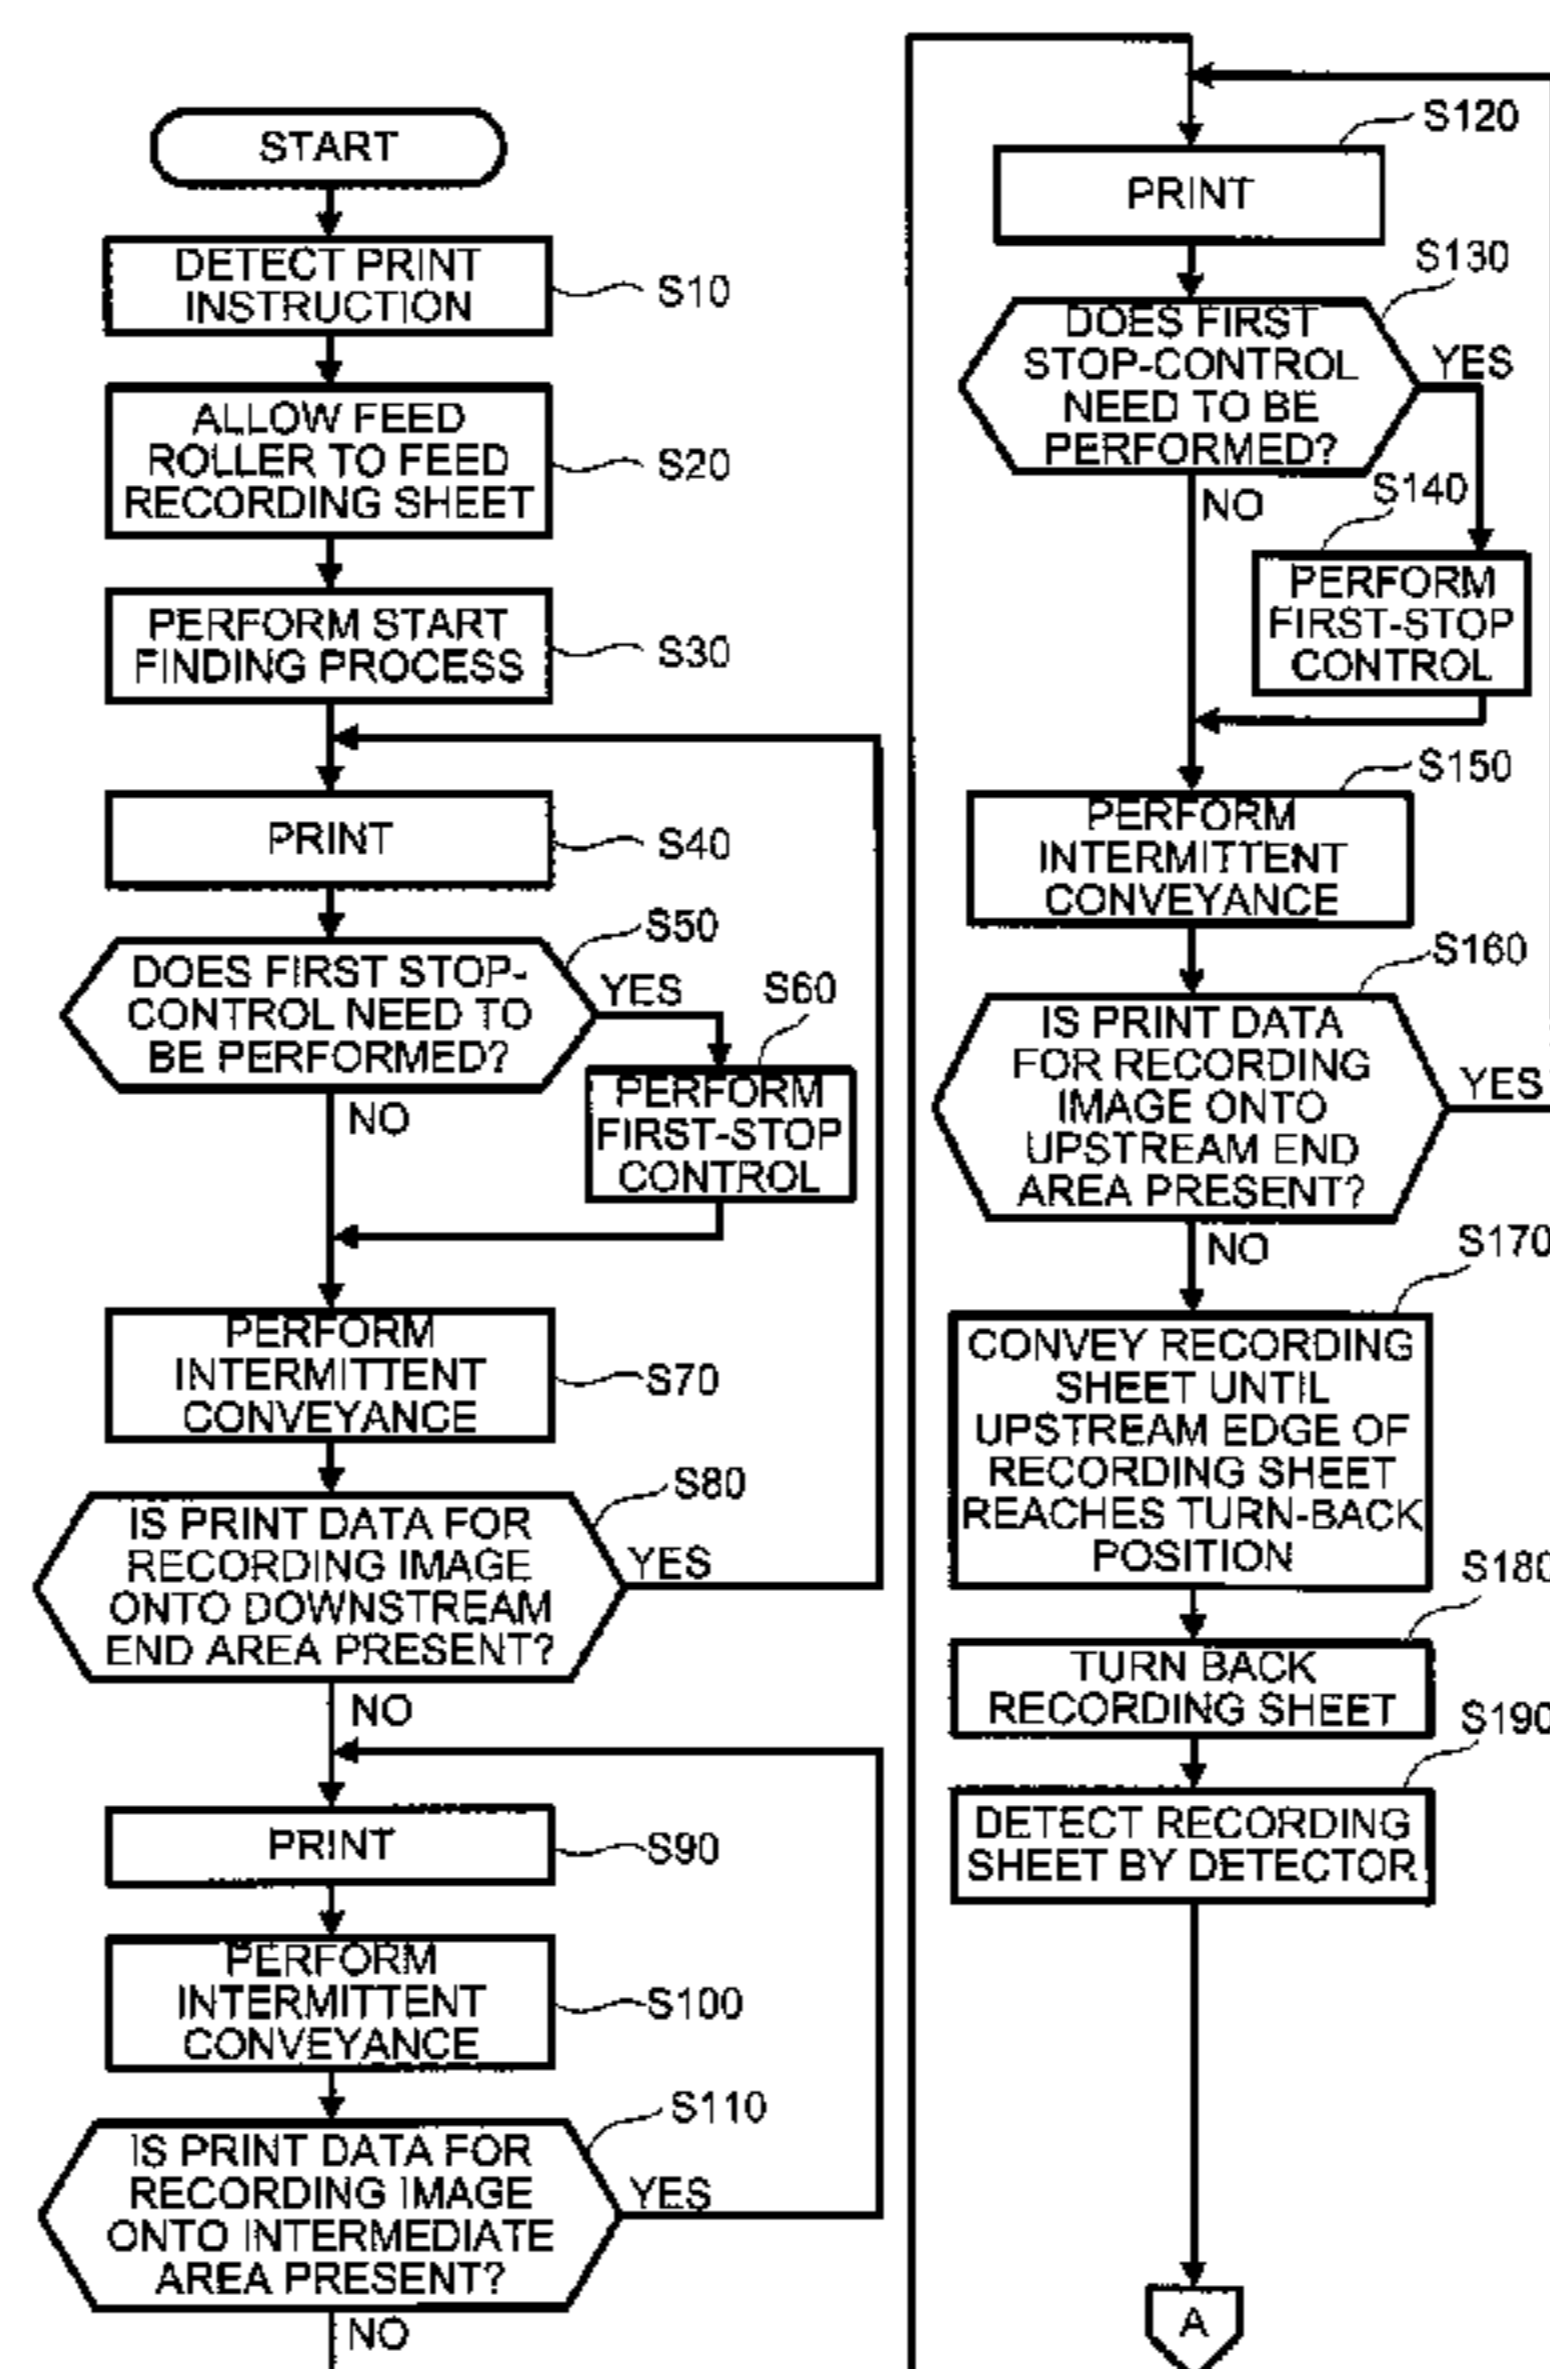 START
DETECT PRINT
INSTRUCTION
S10
ALLOW FEED
ROLLER TO FEED
RECORDING SHEET
S20
PERFORM START
FINDING PROCESS
S30
PRINT
S40
DOES FIRST STOP-
CONTROL NEED TO
BE PERFORMED?
S50
YES
S60
PERFORM
FIRST-STOP
CONTROL
NO
PERFORM
INTERMITTENT
CONVEYANCE
S70
IS PRINT DATA FOR
RECORDING IMAGE
ONTO DOWNSTREAM
END AREA PRESENT?
S80
YES
NO
PRINT
S90
PERFORM
INTERMITTENT
CONVEYANCE
S100
IS PRINT DATA FOR
RECORDING IMAGE
ONTO INTERMEDIATE
AREA PRESENT?
S110
YES
NO
S120
PRINT
S130
DOES FIRST
STOP-CONTROL
NEED TO BE
PERFORMED?
YES
NO
S140
PERFORM
FIRST-STOP
CONTROL
S150
PERFORM
INTERMITTENT
CONVEYANCE
S160
IS PRINT DATA
FOR RECORDING
IMAGE ONTO
UPSTREAM END
AREA PRESENT?
YES
NO
S170
CONVEY RECORDING
SHEET UNTIL
UPSTREAM EDGE OF
RECORDING SHEET
REACHES TURN-BACK
POSITION
S180
TURN BACK
RECORDING SHEET
S190
DETECT RECORDING
SHEET BY DETECTOR
A